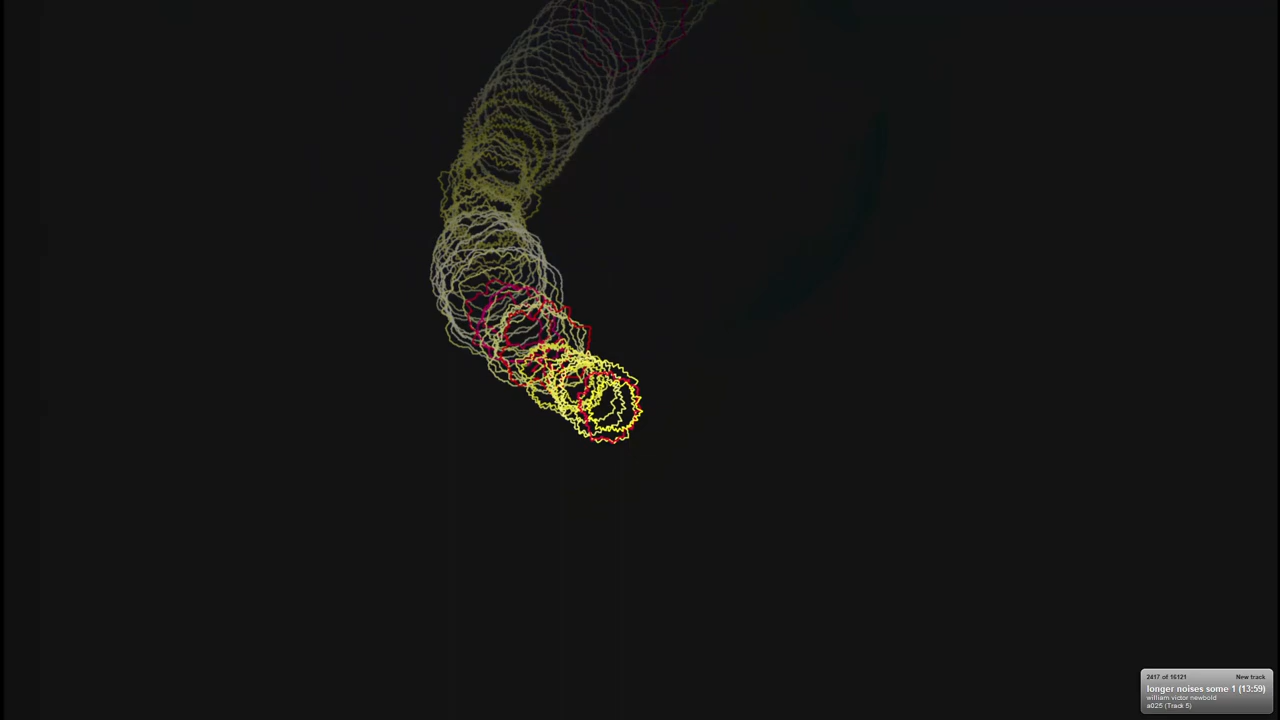 2417 of 16121 New track
longer noises some 1 (13:59)
william victor newbold
a025 (Track 5)